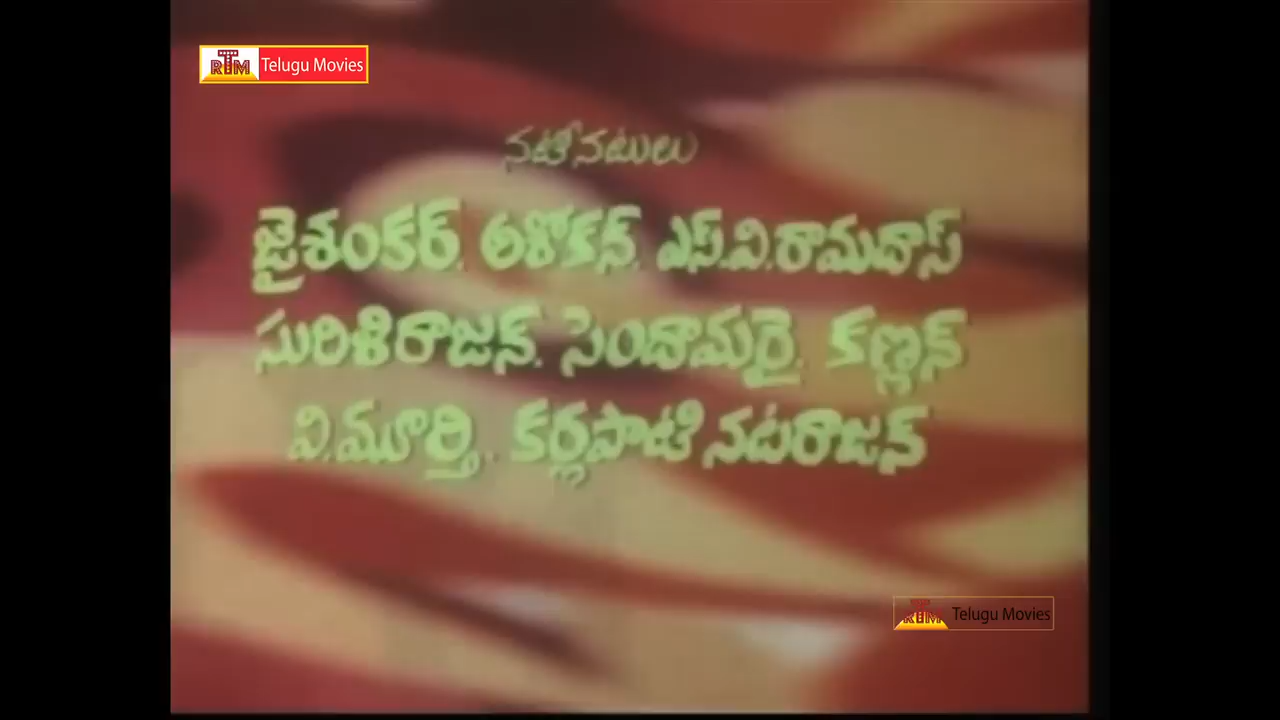 RTM Telugu Movies
నటీనటులు
జైశంకర్, అశోకన్, ఎస్.వి.రామదాస్
సురిళిరాజన్, సెందామరై, కణ్ణన్
వి.మూర్తి, కర్లపాటి నటరాజన్
RTM Telugu Movies